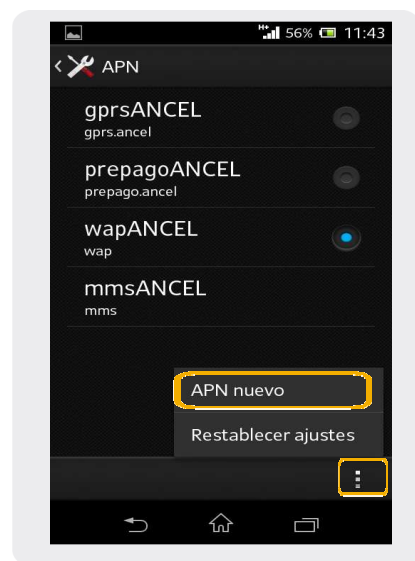 H+ 56% 11:43
APN
gprsANCEL
gprs.ancel
prepagoANCEL
prepago.ancel
wapANCEL
wap
mmsANCEL
mms
APN nuevo
Restablecer ajustes